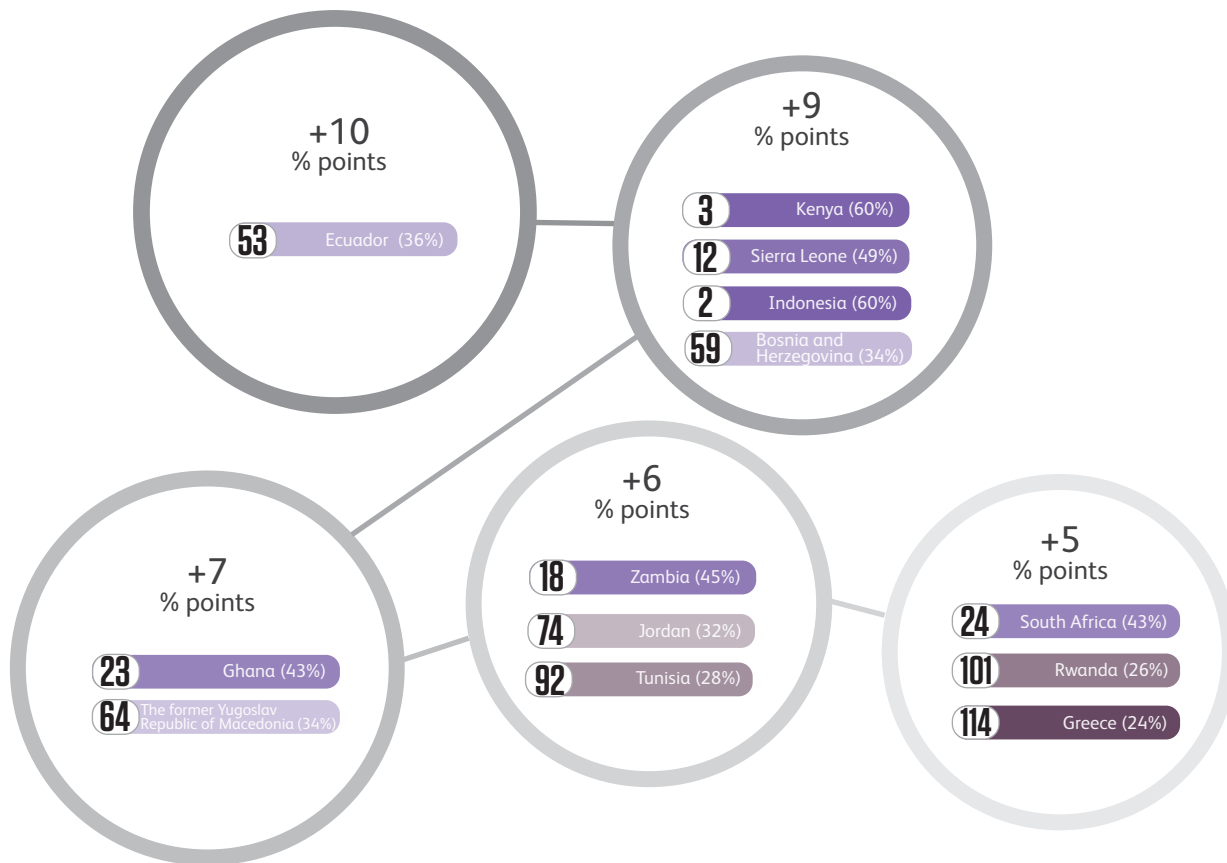 +10
% points
53 Ecuador (36%)
+9
% points
3 Kenya (60%)
12 Sierra Leone (49%)
2 Indonesia (60%)
59 Bosnia and
Herzegovina (34%)
+7
% points
23 Ghana (43%)
64 The former Yugoslav
Republic of Macedonia (34%)
+6
% points
18 Zambia (45%)
74 Jordan (32%)
92 Tunisia (28%)
+5
% points
24 South Africa (43%)
101 Rwanda (26%)
114 Greece (24%)